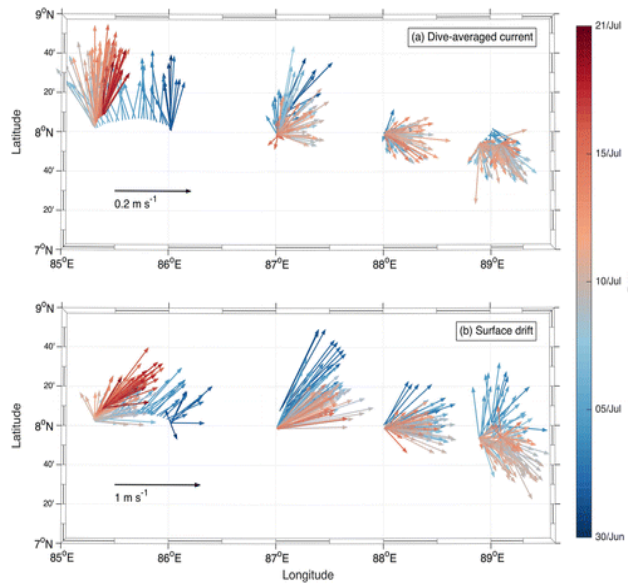 (a) Dive-averaged current
9°N
40'
20'
8°N
40'
20'
7°N
Latitude
0.2 m s⁻¹
85°E
86°E
87°E
88°E
89°E
(b) Surface drift
9°N
40'
20'
8°N
40'
20'
7°N
Latitude
1 m s⁻¹
85°E
86°E
87°E
88°E
89°E
Longitude
21/Jul
15/Jul
10/Jul
05/Jul
30/Jun